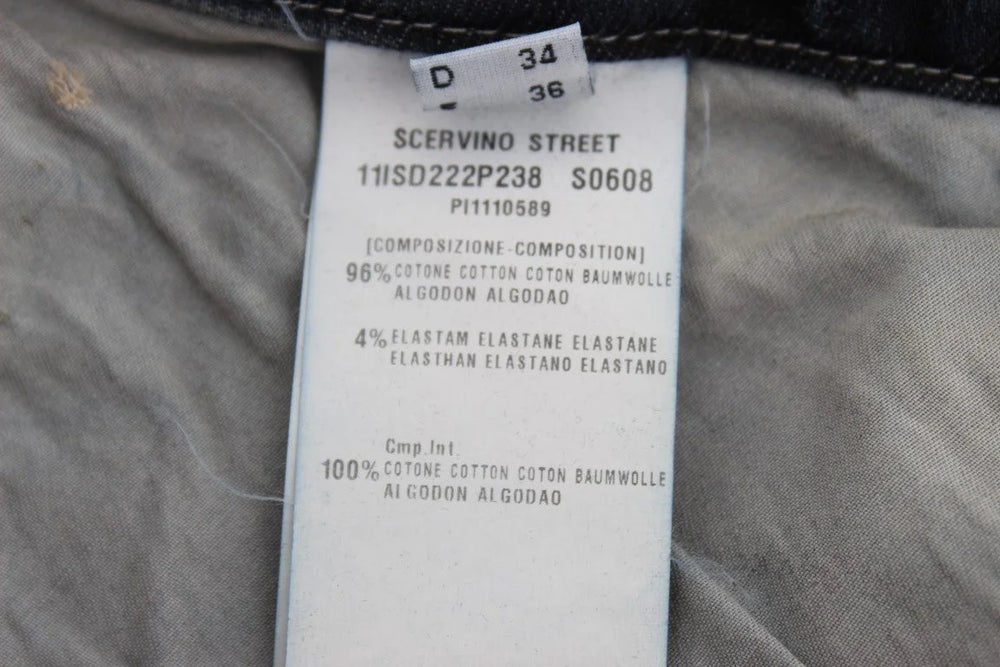 D 34
36
SCERVINO STREET
11ISD222P238 S0608
PI1110589
[COMPOSIZIONE-COMPOSITION]
96% COTONE COTTON COTON BAUMWOLLE
ALGODON ALGODAO
4% ELASTAM ELASTANE ELASTANE
ELASTHAN ELASTANO ELASTANO
Cmp.Int.
100% COTONE COTTON COTON BAUMWOLLE
ALGODON ALGODAO